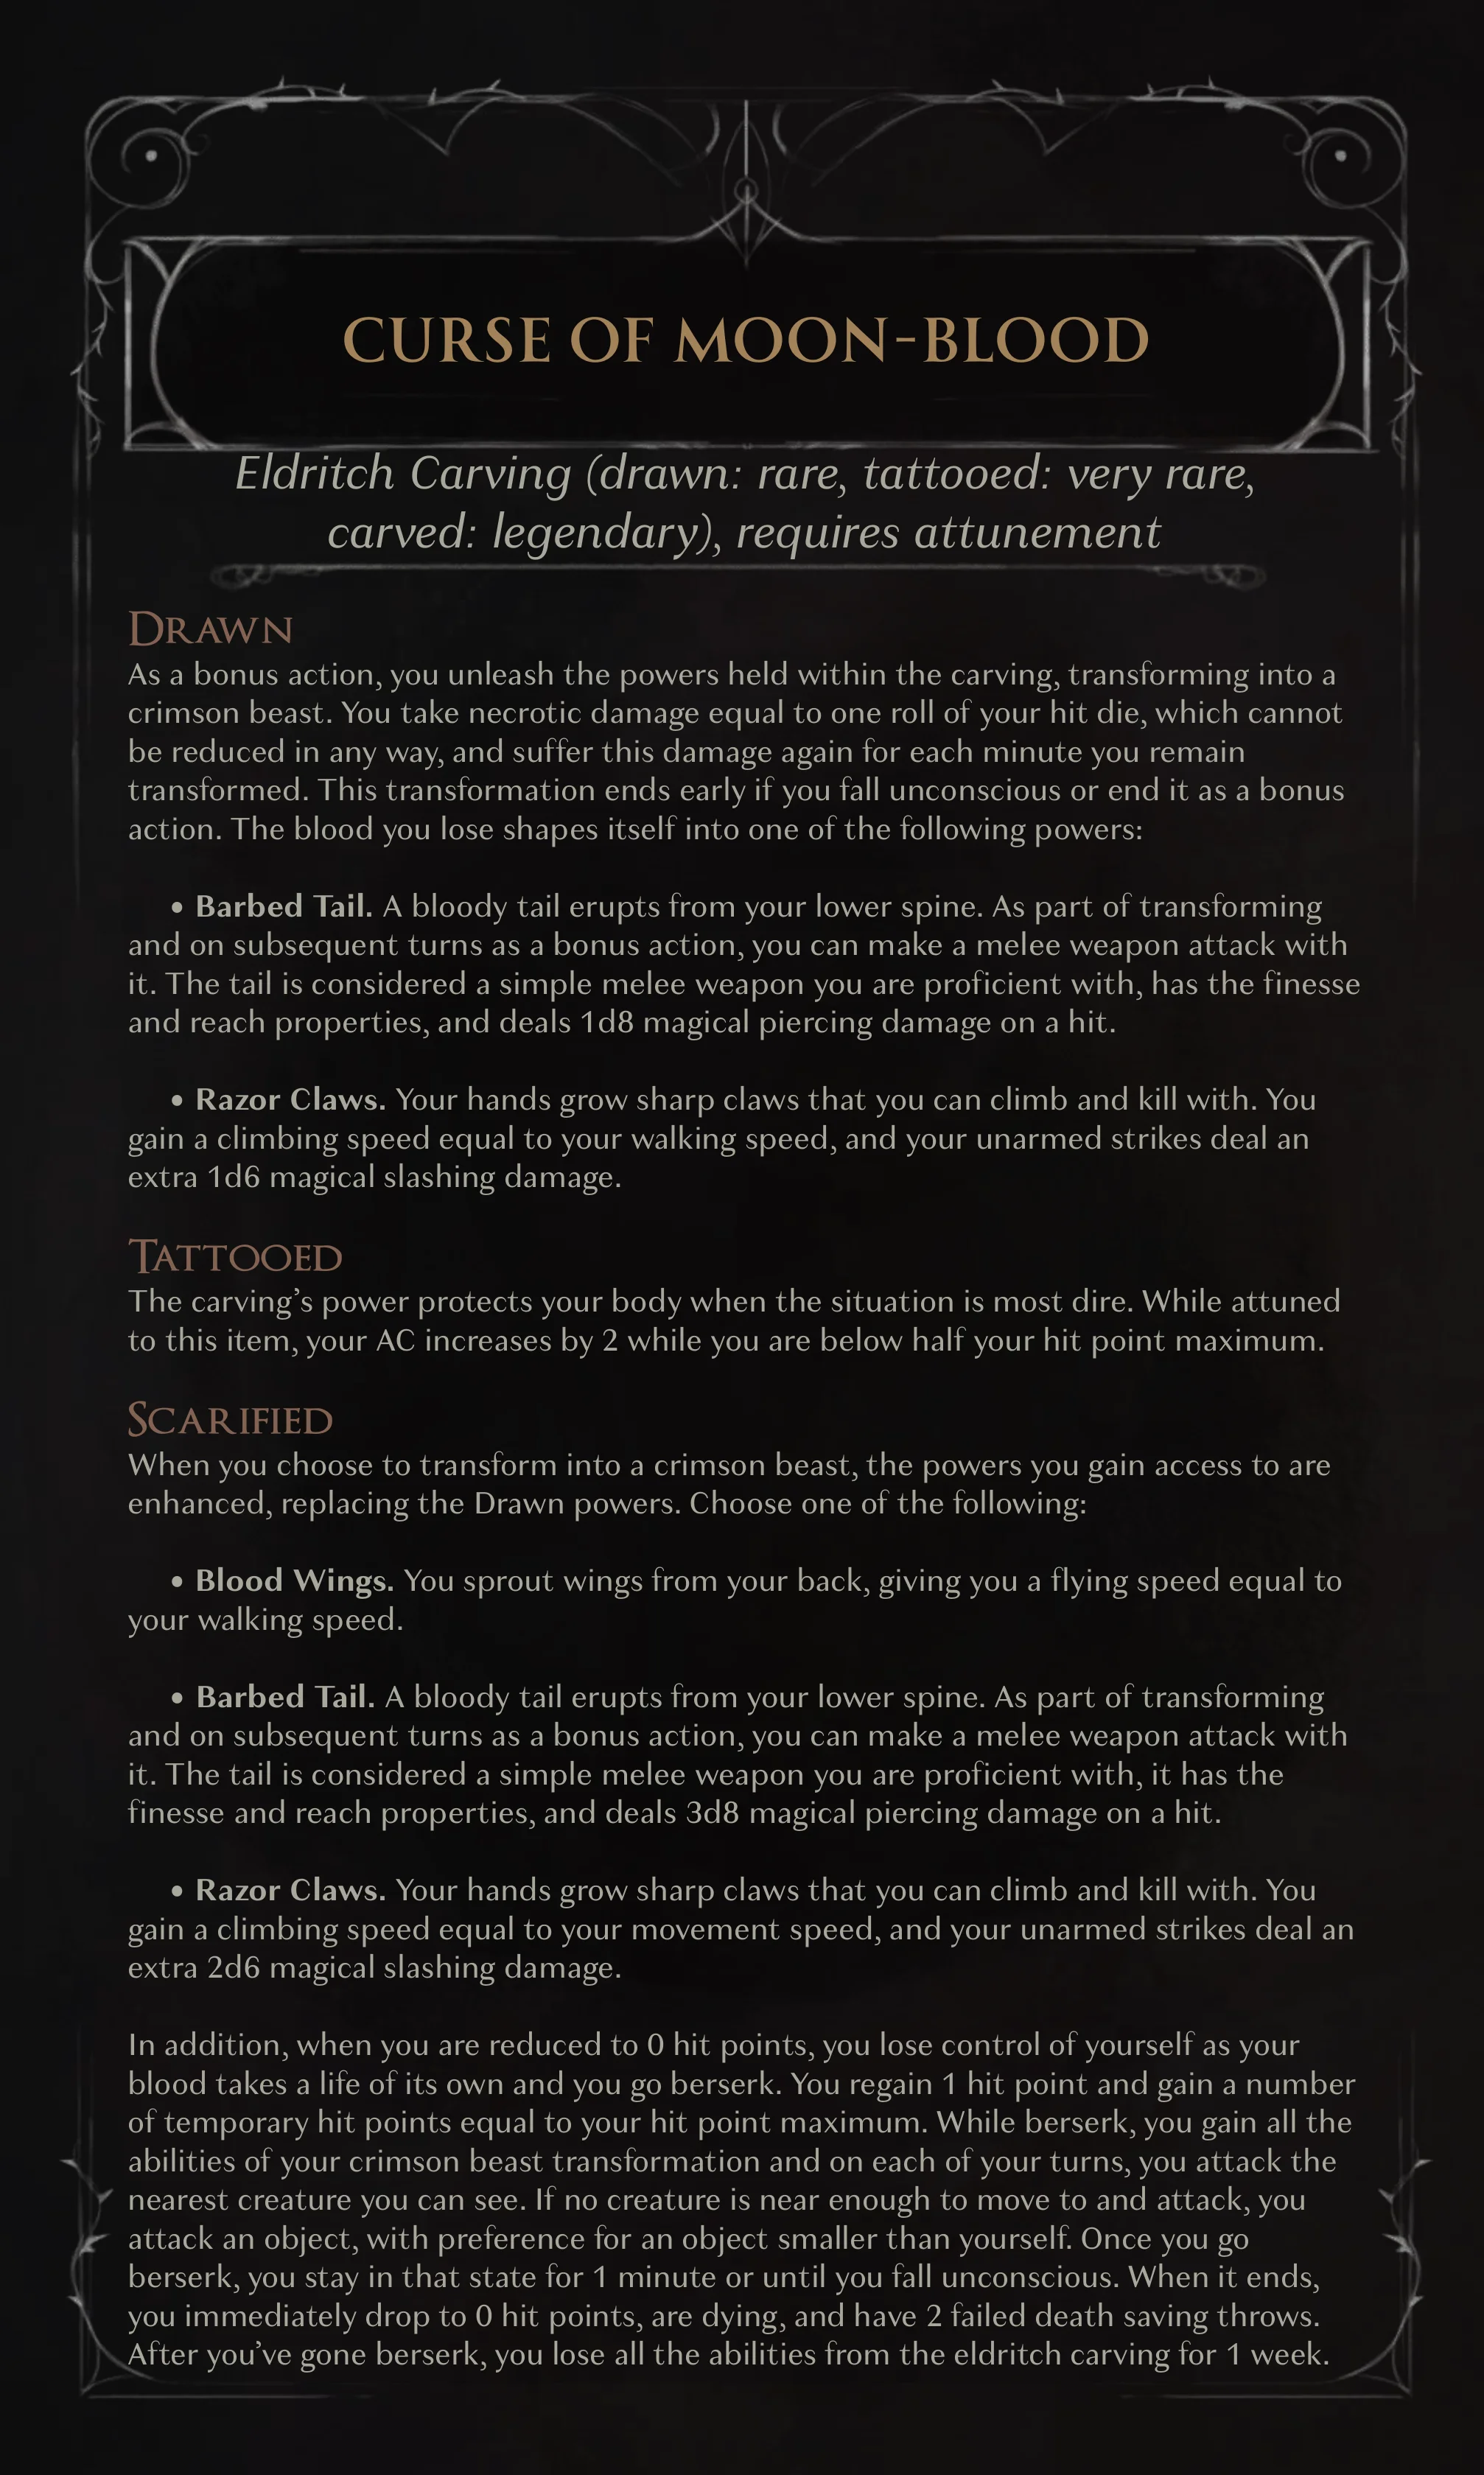 CURSE OF MOON-BLOOD
Eldritch Carving (drawn: rare, tattooed: very rare,
carved: legendary), requires attunement
Drawn
As a bonus action, you unleash the powers held within the carving, transforming into a
crimson beast. You take necrotic damage equal to one roll of your hit die, which cannot
be reduced in any way, and suffer this damage again for each minute you remain
transformed. This transformation ends early if you fall unconscious or end it as a bonus
action. The blood you lose shapes itself into one of the following powers:
• Barbed Tail. A bloody tail erupts from your lower spine. As part of transforming
and on subsequent turns as a bonus action, you can make a melee weapon attack with
it. The tail is considered a simple melee weapon you are proficient with, has the finesse
and reach properties, and deals 1d8 magical piercing damage on a hit.
• Razor Claws. Your hands grow sharp claws that you can climb and kill with. You
gain a climbing speed equal to your walking speed, and your unarmed strikes deal an
extra 1d6 magical slashing damage.
Tattooed
The carving’s power protects your body when the situation is most dire. While attuned
to this item, your AC increases by 2 while you are below half your hit point maximum.
Scarified
When you choose to transform into a crimson beast, the powers you gain access to are
enhanced, replacing the Drawn powers. Choose one of the following:
• Blood Wings. You sprout wings from your back, giving you a flying speed equal to
your walking speed.
• Barbed Tail. A bloody tail erupts from your lower spine. As part of transforming
and on subsequent turns as a bonus action, you can make a melee weapon attack with
it. The tail is considered a simple melee weapon you are proficient with, it has the
finesse and reach properties, and deals 3d8 magical piercing damage on a hit.
• Razor Claws. Your hands grow sharp claws that you can climb and kill with. You
gain a climbing speed equal to your movement speed, and your unarmed strikes deal an
extra 2d6 magical slashing damage.
In addition, when you are reduced to 0 hit points, you lose control of yourself as your
blood takes a life of its own and you go berserk. You regain 1 hit point and gain a number
of temporary hit points equal to your hit point maximum. While berserk, you gain all the
abilities of your crimson beast transformation and on each of your turns, you attack the
nearest creature you can see. If no creature is near enough to move to and attack, you
attack an object, with preference for an object smaller than yourself. Once you go
berserk, you stay in that state for 1 minute or until you fall unconscious. When it ends,
you immediately drop to 0 hit points, are dying, and have 2 failed death saving throws.
After you’ve gone berserk, you lose all the abilities from the eldritch carving for 1 week.